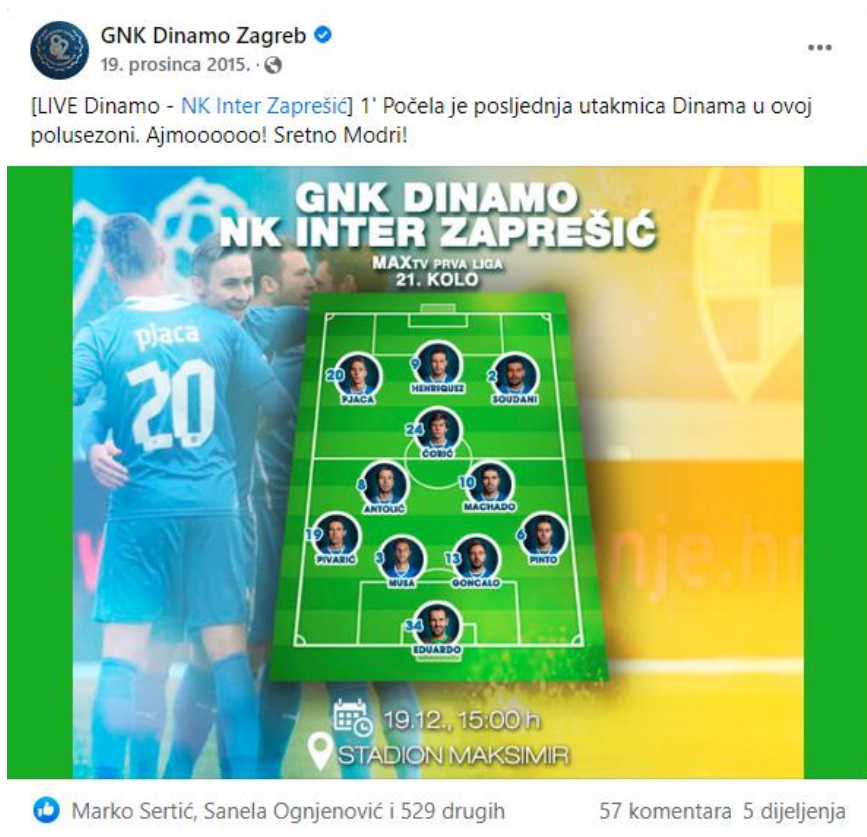 GNK Dinamo Zagreb
19. prosinca 2015. ·
[LIVE Dinamo - NK Inter Zaprešić] 1' Počela je posljednja utakmica Dinama u ovoj
polusezoni. Ajmoooooo! Sretno Modri!
GNK DINAMO
NK INTER ZAPREŠIĆ
MAXTV PRVA LIGA
21. KOLO
pjaca
20
20
PJACA
9
HENRIQUEZ
2
SOUDANI
24
ĆORIĆ
8
ANTOLIĆ
10
MACHADO
19
PIVARIĆ
3
MUSA
13
GONCALO
6
PINTO
34
EDUARDO
nje.hr
19.12., 15:00 h
STADION MAKSIMIR
Marko Sertić, Sanela Ognjenović i 529 drugih
57 komentara 5 dijeljenja